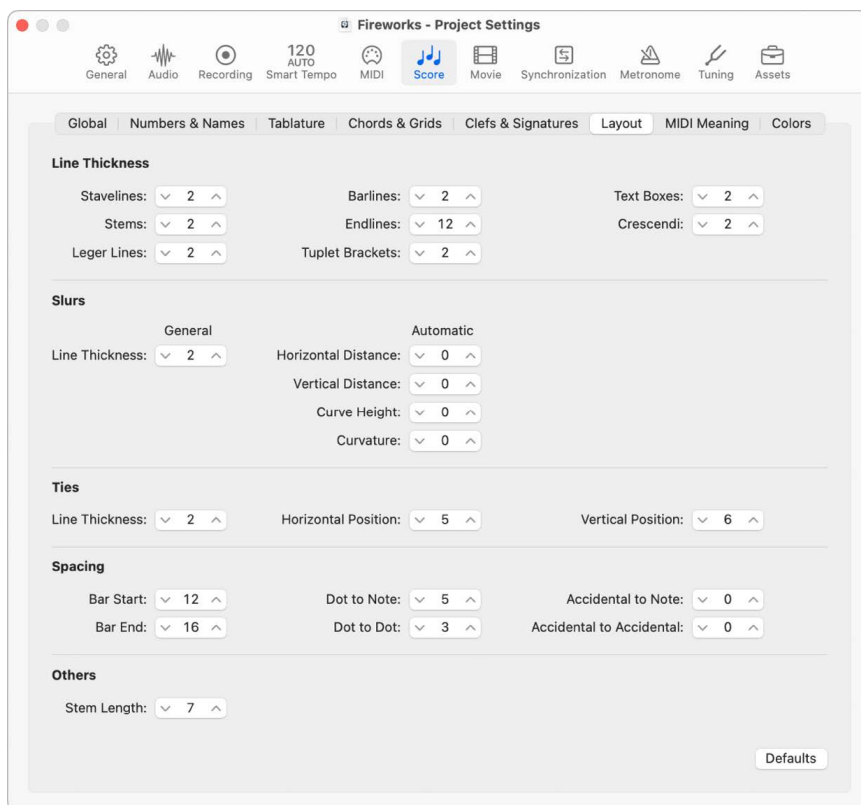 Fireworks - Project Settings
General Audio Recording 120 AUTO Smart Tempo MIDI Score Movie Synchronization Metronome Tuning Assets
Global Numbers & Names Tablature Chords & Grids Clefs & Signatures Layout MIDI Meaning Colors
Line Thickness
Stavelines: 2 Barlines: 2 Text Boxes: 2
Stems: 2 Endlines: 12 Crescendi: 2
Leger Lines: 2 Tuplet Brackets: 2
Slurs
General Automatic
Line Thickness: 2 Horizontal Distance: 0
Vertical Distance: 0
Curve Height: 0
Curvature: 0
Ties
Line Thickness: 2 Horizontal Position: 5 Vertical Position: 6
Spacing
Bar Start: 12 Dot to Note: 5 Accidental to Note: 0
Bar End: 16 Dot to Dot: 3 Accidental to Accidental: 0
Others
Stem Length: 7
Defaults